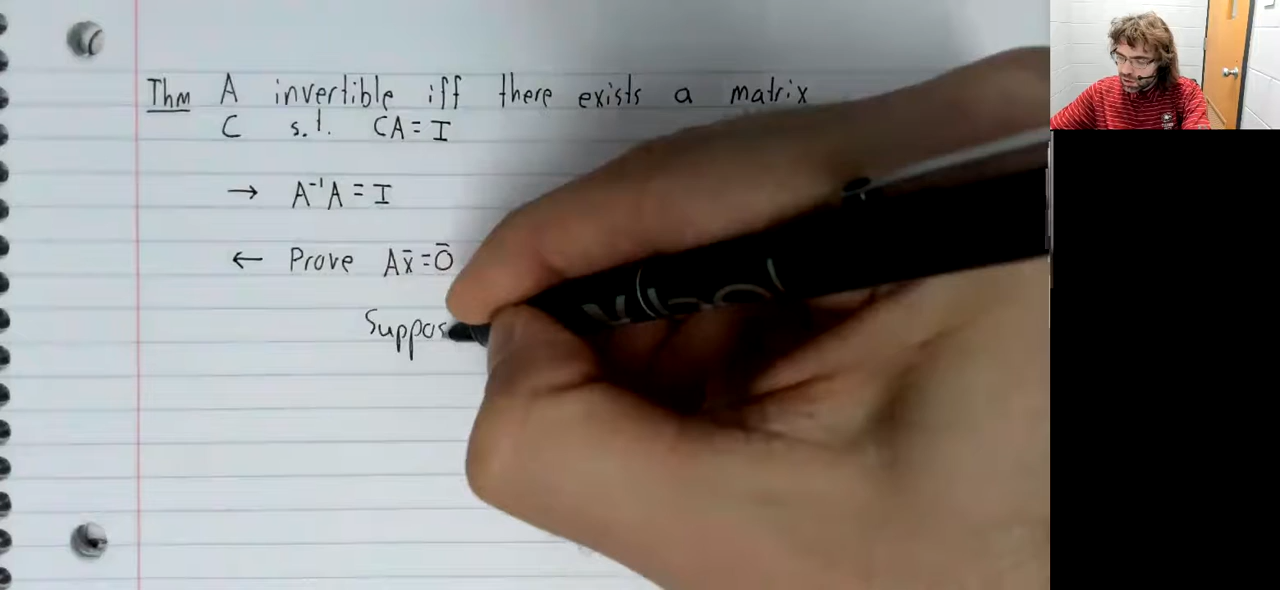 Thm A invertible iff there exists a matrix
C s.t. CA = I
→ A⁻¹A = I
← Prove Ax̄ = 0̄
Suppos